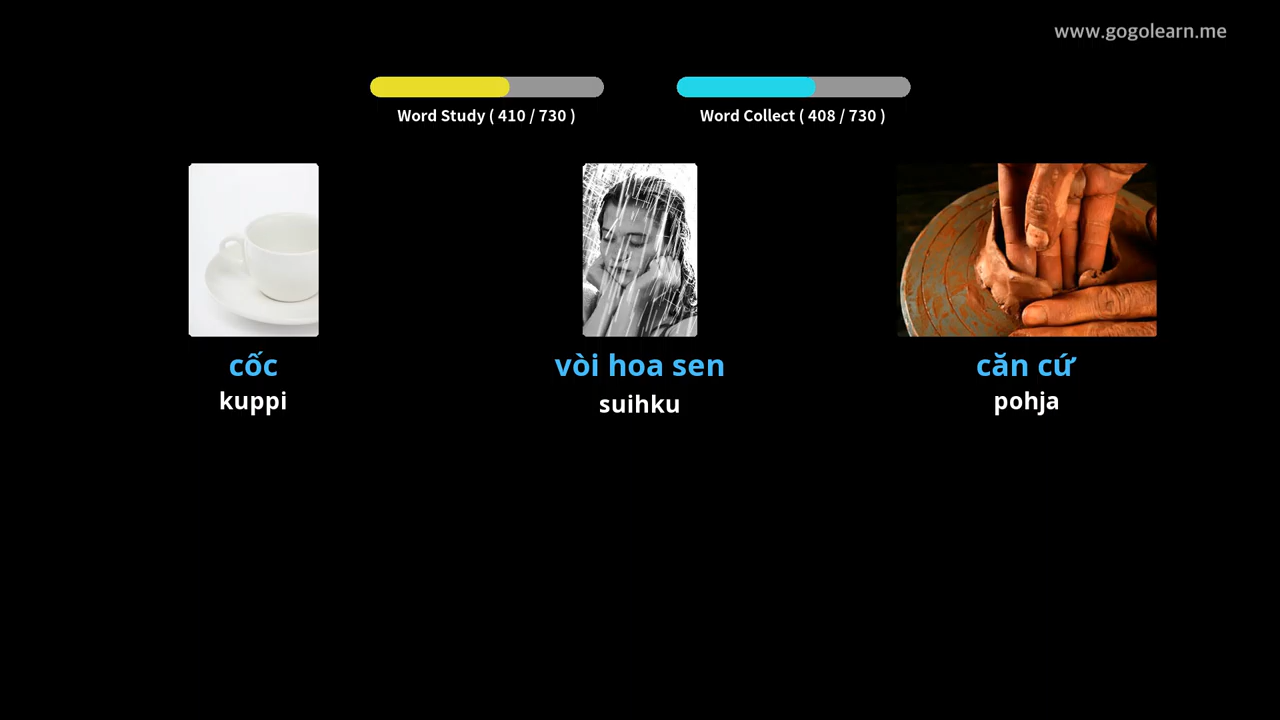 www.gogolearn.me
Word Study ( 410 / 730 )
Word Collect ( 408 / 730 )
cốc
kuppi
vòi hoa sen
suihku
căn cứ
pohja